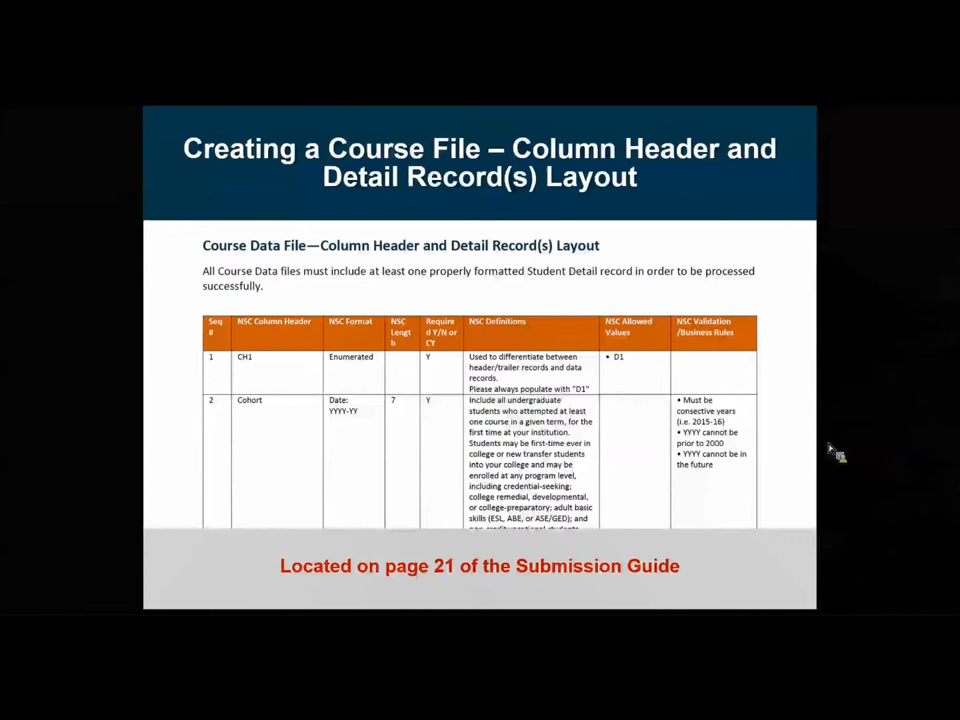 Creating a Course File – Column Header and
Detail Record(s) Layout
Course Data File—Column Header and Detail Record(s) Layout
All Course Data files must include at least one properly formatted Student Detail record in order to be processed
successfully.
Seq
#
NSC Column Header
NSC Format
NSC
Lengt
h
Require
d Y/N or
CY
NSC Definitions
NSC Allowed
Values
NSC Validation
/Business Rules
1
CH1
Enumerated
Y
Used to differentiate between
header/trailer records and data
records.
Please always populate with "D1"
• D1
2
Cohort
Date:
YYYY-YY
7
Y
Include all undergraduate
students who attempted at least
one course in a given term, for the
first time at your institution.
Students may be first-time ever in
college or new transfer students
into your college and may be
enrolled at any program level,
including credential-seeking;
college remedial, developmental,
or college-preparatory; adult basic
skills (ESL, ABE, or ASE/GED); and
• Must be
consective years
(i.e. 2015-16)
• YYYY cannot be
prior to 2000
• YYYY cannot be in
the future
Located on page 21 of the Submission Guide